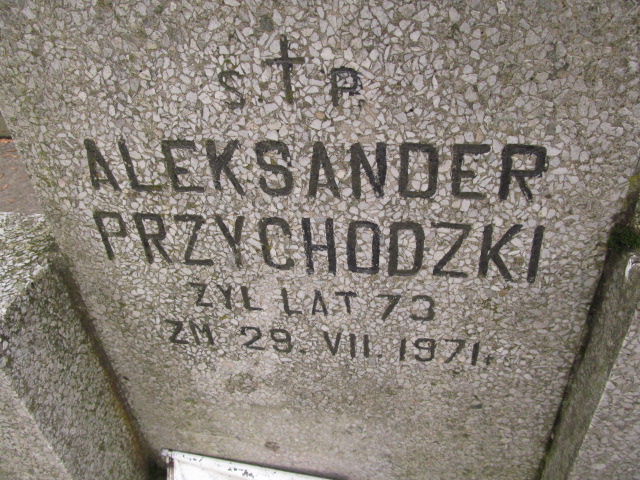 Ś. † P.
ALEKSANDER
PRZYCHODZKI
ŻYŁ LAT 73
ZM. 29. VII. 1971 r.